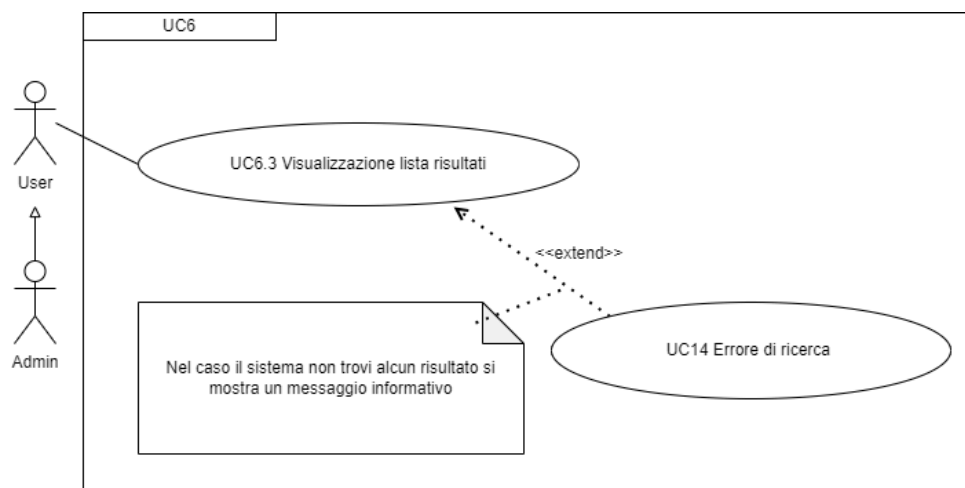 UC6
UC6.3 Visualizzazione lista risultati
User
<<extend>>
Nel caso il sistema non trovi alcun risultato si
mostra un messaggio informativo
UC14 Errore di ricerca
Admin